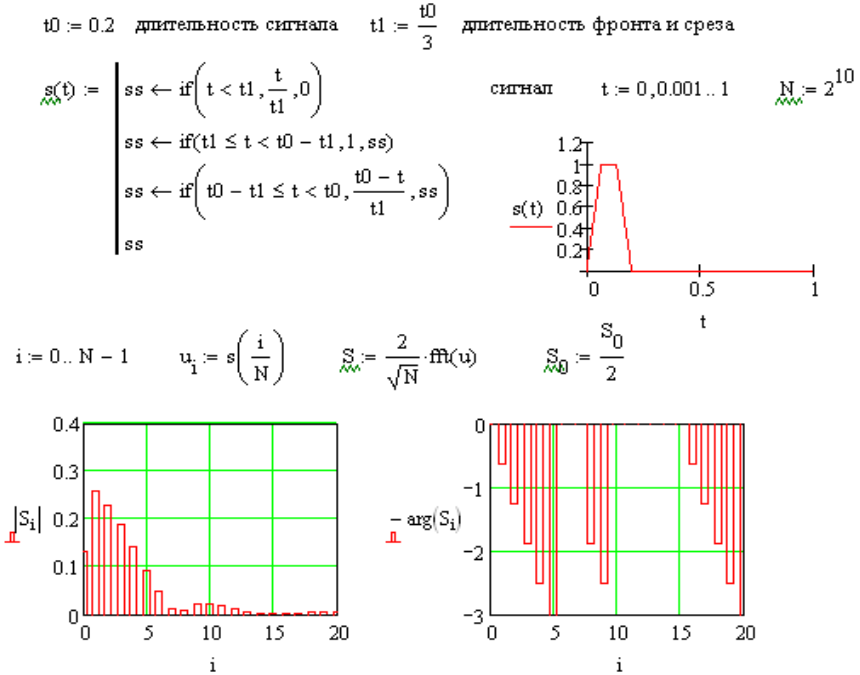 t0 := 0.2 длительность сигнала t1 := t0/3 длительность фронта и среза
s(t) := ss ← if(t < t1, t/t1, 0)
сигнал t := 0, 0.001 .. 1 N := 2^10
ss ← if(t1 ≤ t < t0 − t1, 1, ss)
ss ← if(t0 − t1 ≤ t < t0, (t0 − t)/t1, ss)
ss
1.2
1
0.8
s(t) 0.6
0.4
0.2
0 0.5 1
t
i := 0 .. N − 1 u_i := s(i/N) S := 2/√N · fft(u) S_0 := S_0/2
0.4
0.3
|S_i| 0.2
0.1
0
0 5 10 15 20
i
0
−1
− arg(S_i)
−2
−3
0 5 10 15 20
i